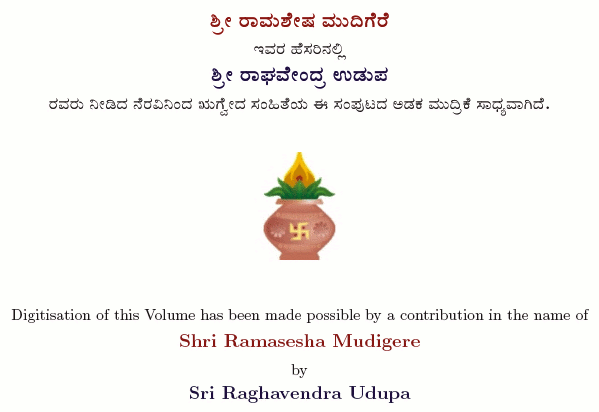 ಶ್ರೀ ರಾಮಶೇಷ ಮುದಿಗೆರೆ
ಇವರ ಹೆಸರಿನಲ್ಲಿ
ಶ್ರೀ ರಾಘವೇಂದ್ರ ಉಡುಪ
ರವರು ನೀಡಿದ ನೆರವಿನಿಂದ ಋಗ್ವೇದ ಸಂಹಿತೆಯ ಈ ಸಂಪುಟದ ಅಡಕ ಮುದ್ರಿಕೆ ಸಾಧ್ಯವಾಗಿದೆ.
Digitisation of this Volume has been made possible by a contribution in the name of
Shri Ramasesha Mudigere
by
Sri Raghavendra Udupa